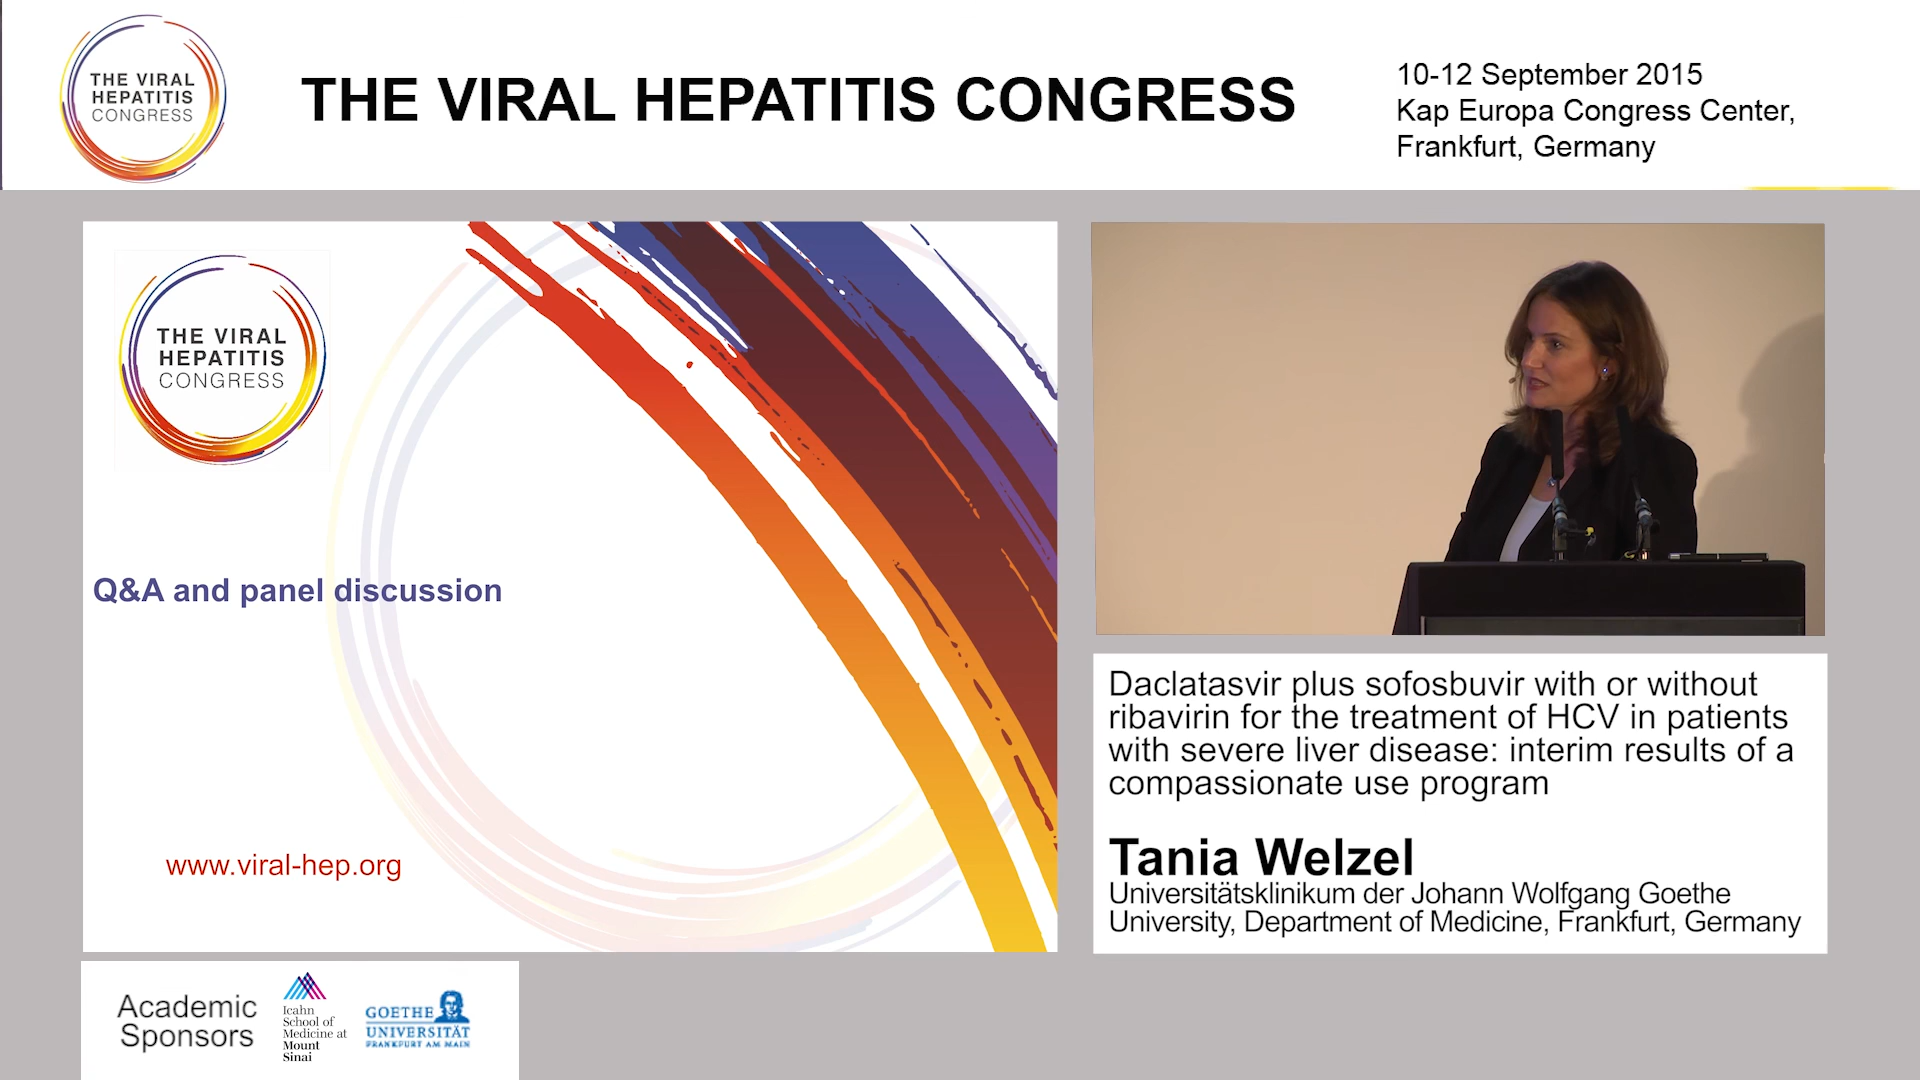 THE VIRAL
HEPATITIS
CONGRESS
THE VIRAL HEPATITIS CONGRESS
10-12 September 2015
Kap Europa Congress Center,
Frankfurt, Germany
THE VIRAL
HEPATITIS
CONGRESS
Q&A and panel discussion
www.viral-hep.org
Daclatasvir plus sofosbuvir with or without
ribavirin for the treatment of HCV in patients
with severe liver disease: interim results of a
compassionate use program
Tania Welzel
Universitätsklinikum der Johann Wolfgang Goethe
University, Department of Medicine, Frankfurt, Germany
Academic
Sponsors
Icahn
School of
Medicine at
Mount
Sinai
GOETHE
UNIVERSITÄT
FRANKFURT AM MAIN